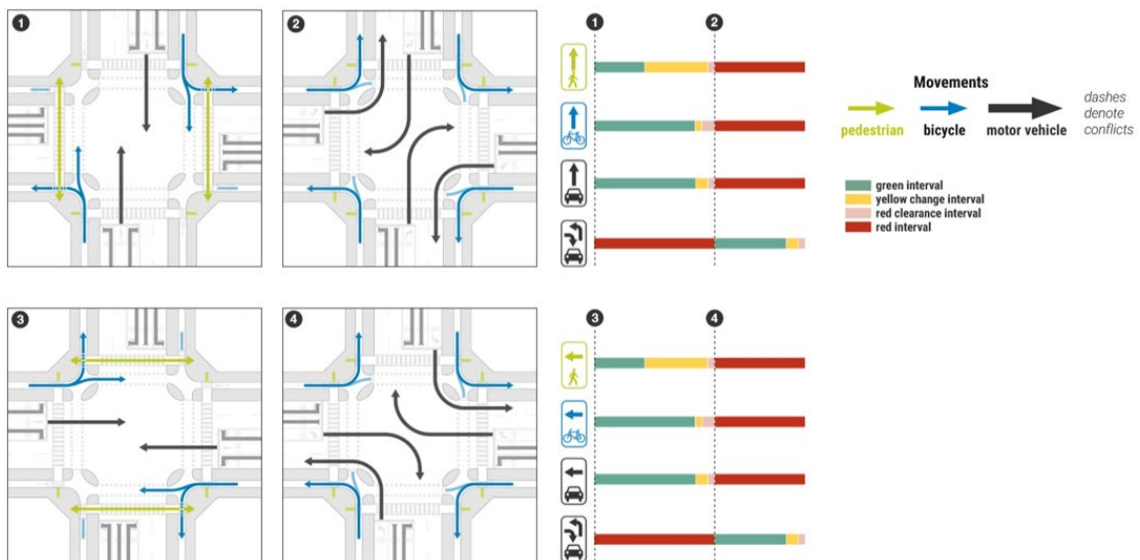 1
2
1
2
Movements
pedestrian
bicycle
motor vehicle
dashes
denote
conflicts
green interval
yellow change interval
red clearance interval
red interval
3
4
3
4